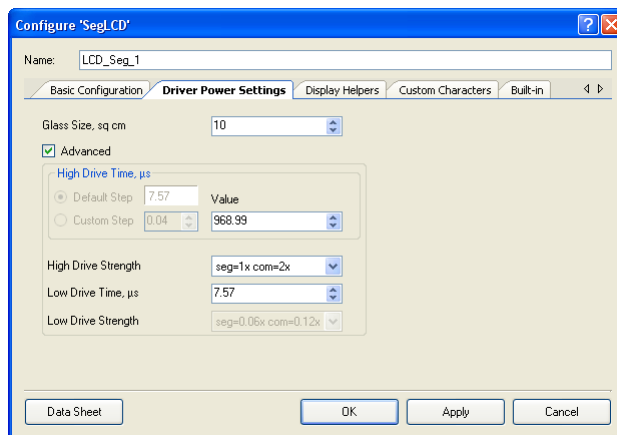 Configure 'SegLCD'
Name: LCD_Seg_1
Basic Configuration Driver Power Settings Display Helpers Custom Characters Built-in
Glass Size, sq cm 10
Advanced
High Drive Time, µs
Default Step 7.57 Value
Custom Step 0.04 968.99
High Drive Strength seg=1x com=2x
Low Drive Time, µs 7.57
Low Drive Strength seg=0.06x com=0.12x
Data Sheet OK Apply Cancel